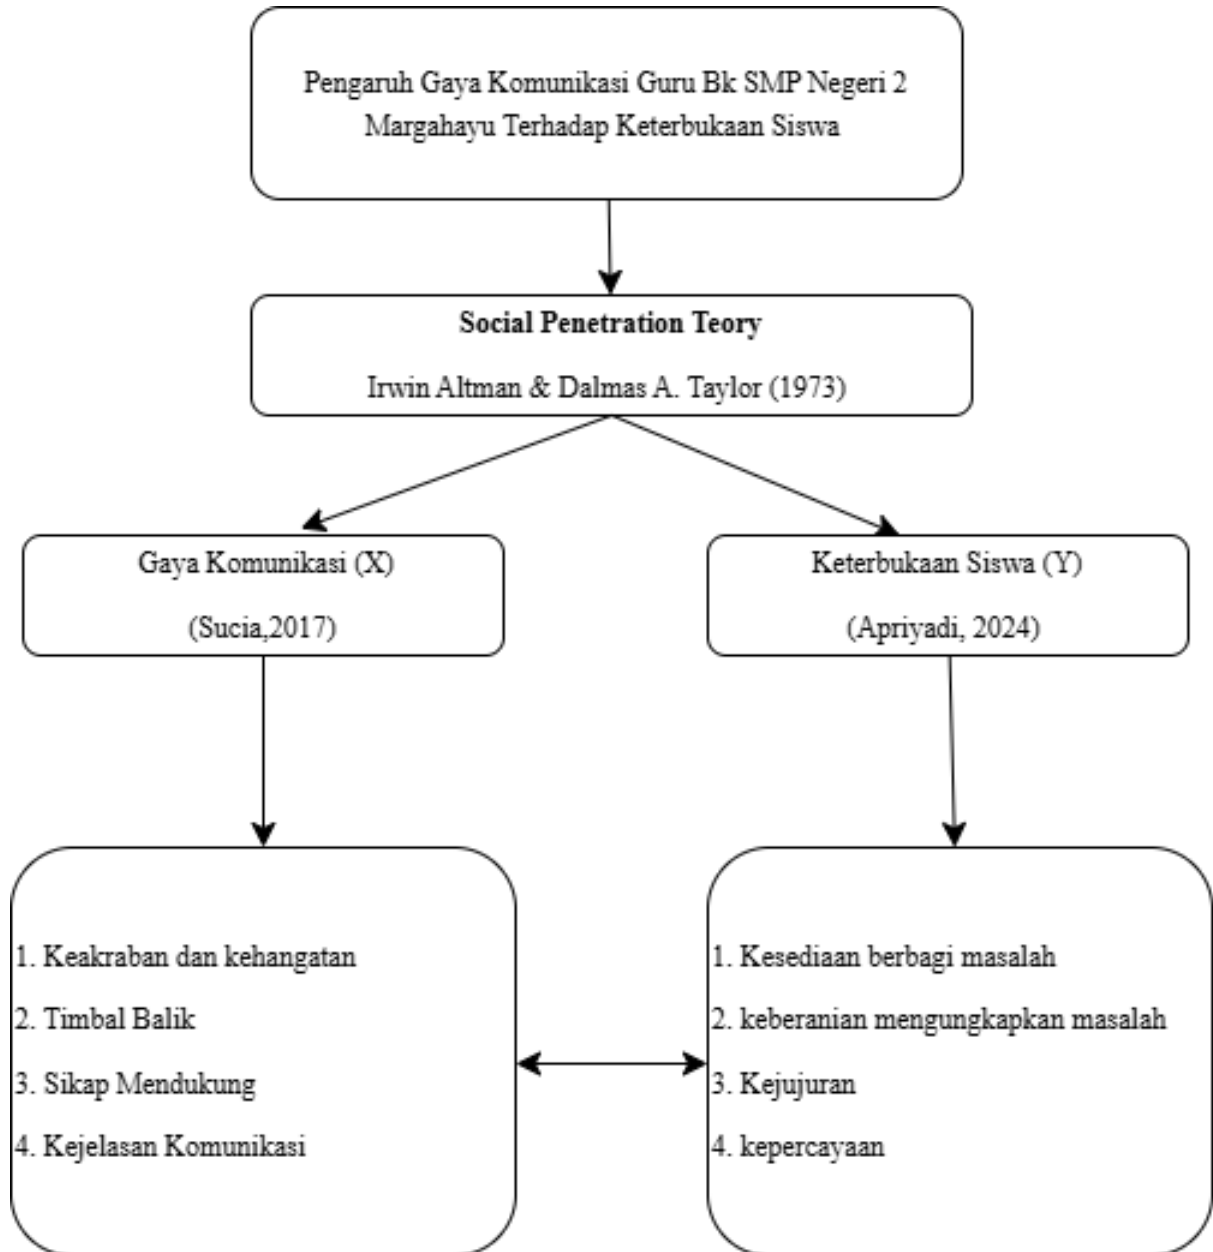 Pengaruh Gaya Komunikasi Guru Bk SMP Negeri 2
Margahayu Terhadap Keterbukaan Siswa
Social Penetration Teory
Irwin Altman & Dalmas A. Taylor (1973)
Gaya Komunikasi (X)
(Sucia,2017)
Keterbukaan Siswa (Y)
(Apriyadi, 2024)
1. Keakraban dan kehangatan
2. Timbal Balik
3. Sikap Mendukung
4. Kejelasan Komunikasi
1. Kesediaan berbagi masalah
2. keberanian mengungkapkan masalah
3. Kejujuran
4. kepercayaan